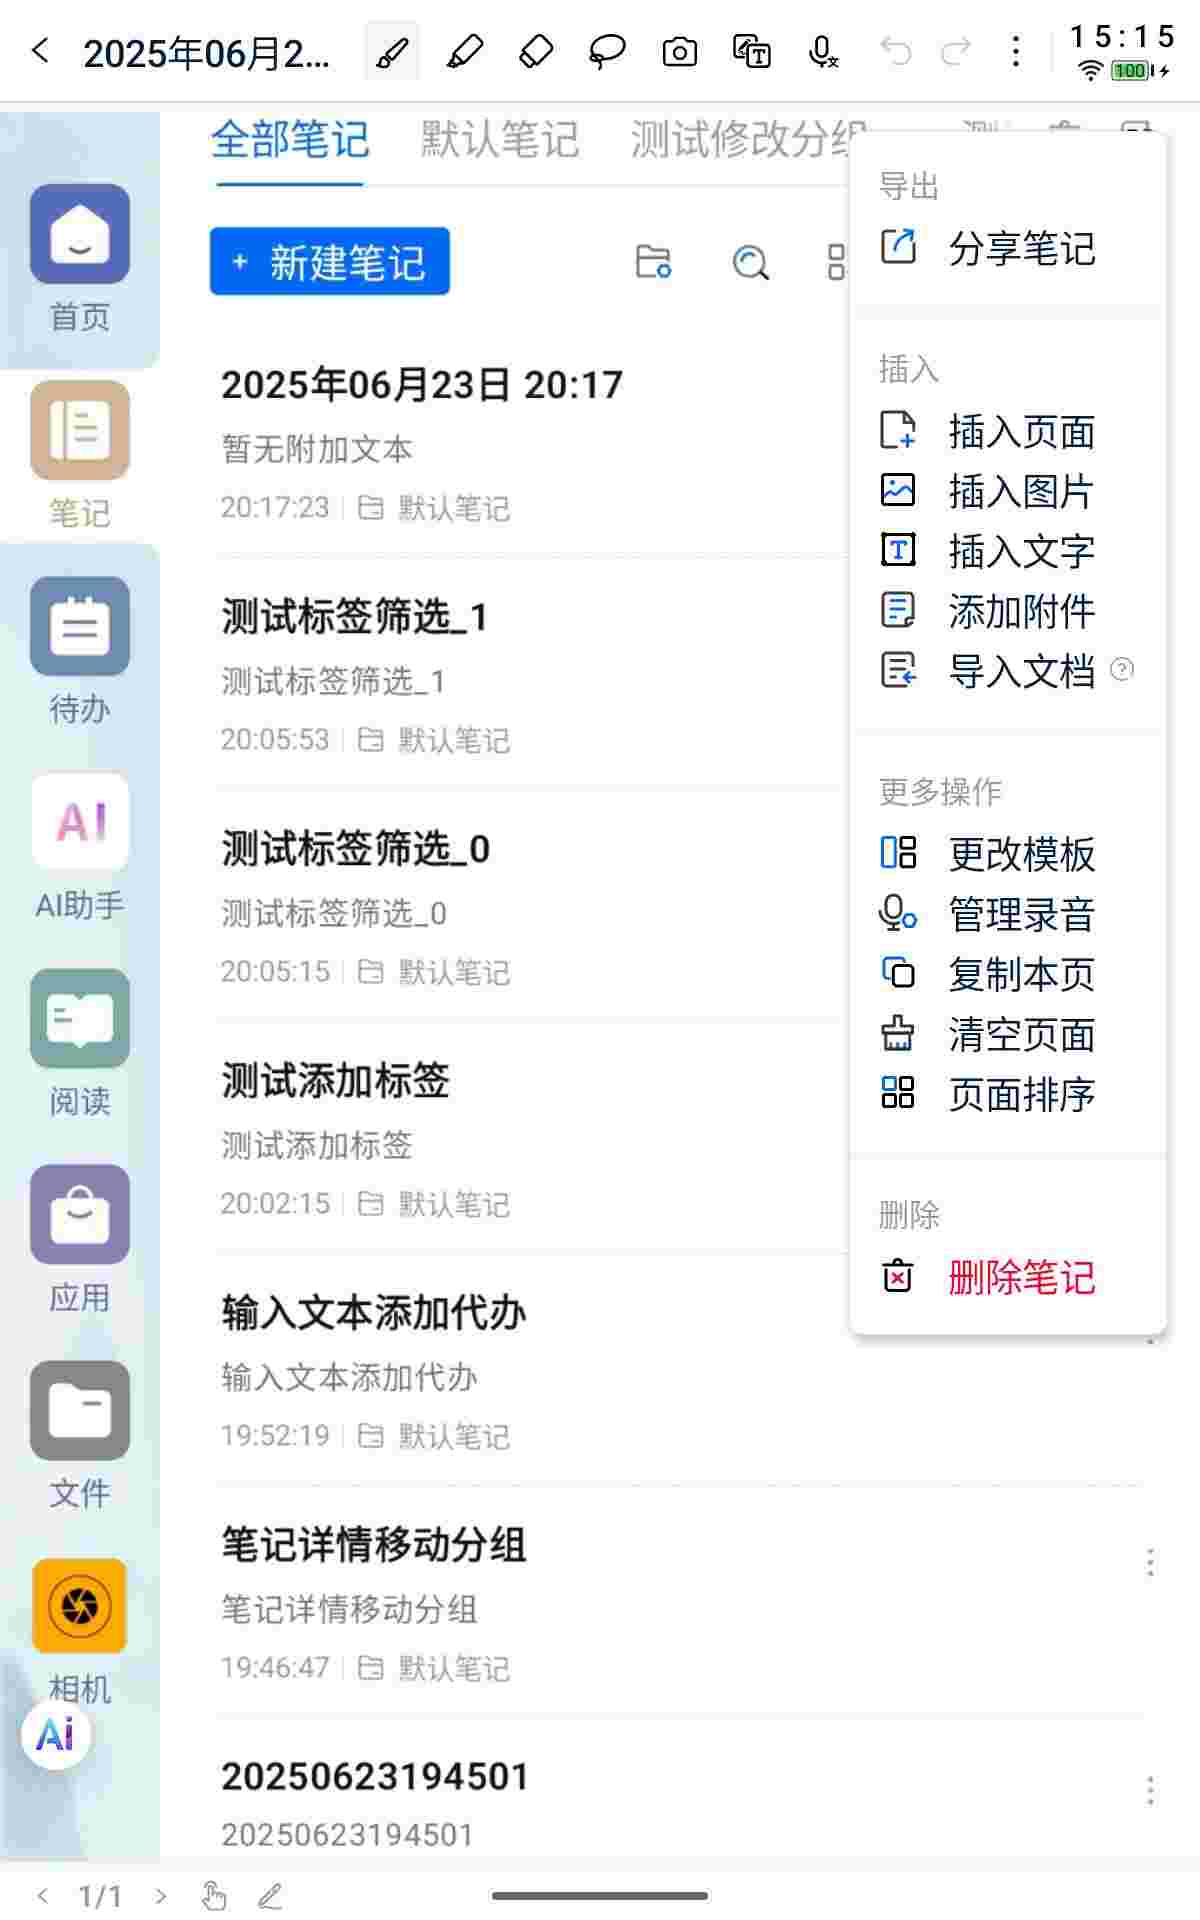 2025年06月2...
15:15
100
全部笔记 默认笔记 测试修改分组 测
+ 新建笔记
首页
笔记
待办
AI
AI助手
阅读
应用
文件
相机
Ai
2025年06月23日 20:17
暂无附加文本
20:17:23 默认笔记
测试标签筛选_1
测试标签筛选_1
20:05:53 默认笔记
测试标签筛选_0
测试标签筛选_0
20:05:15 默认笔记
测试添加标签
测试添加标签
20:02:15 默认笔记
输入文本添加代办
输入文本添加代办
19:52:19 默认笔记
笔记详情移动分组
笔记详情移动分组
19:46:47 默认笔记
20250623194501
20250623194501
导出
分享笔记
插入
插入页面
插入图片
插入文字
添加附件
导入文档 ?
更多操作
更改模板
管理录音
复制本页
清空页面
页面排序
删除
删除笔记
< 1/1 >